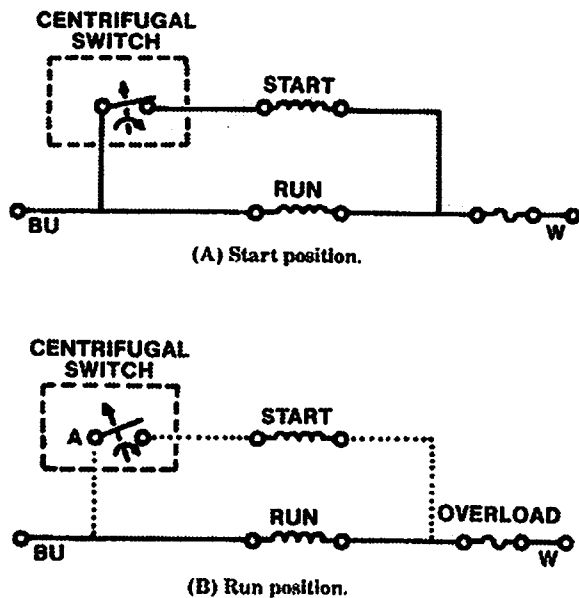 CENTRIFUGAL
SWITCH
START
RUN
BU
W
(A) Start position.
CENTRIFUGAL
SWITCH
A
START
RUN
OVERLOAD
BU
W
(B) Run position.